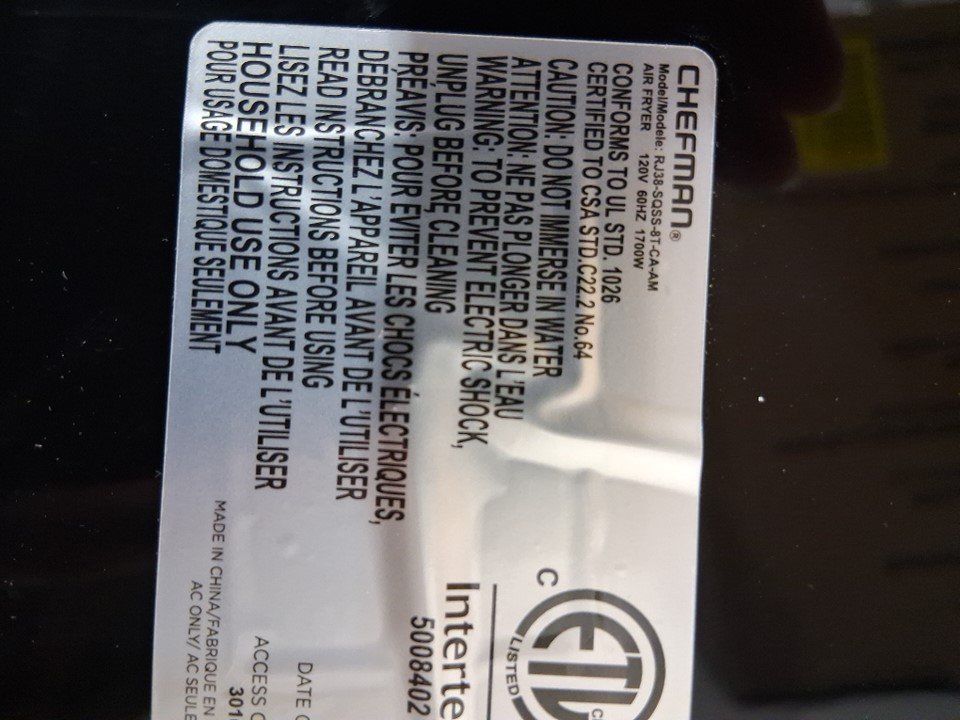 CHEFMAN®
Model/Modele: RJ38-SQSS-8T-CA-AM
AIR FRYER 120V 60HZ 1700W
CONFORMS TO UL STD. 1026
CERTIFIED TO CSA STD.C22.2 No.64
CAUTION: DO NOT IMMERSE IN WATER
ATTENTION: NE PAS PLONGER DANS L'EAU
WARNING: TO PREVENT ELECTRIC SHOCK,
UNPLUG BEFORE CLEANING
PRÉAVIS: POUR EVITER LES CHOCS ÉLECTRIQUES,
DEBRANCHEZ L'APPAREIL AVANT DE L'UTILISER
READ INSTRUCTIONS BEFORE USING
LISEZ LES INSTRUCTIONS AVANT DE L'UTILISER
HOUSEHOLD USE ONLY
POUR USAGE DOMESTIQUE SEULEMENT
C
LISTED
Interte
5008402
DATE
ACCESS
MADE IN CHINA/FABRIQUE EN
AC ONLY/ AC SEULE